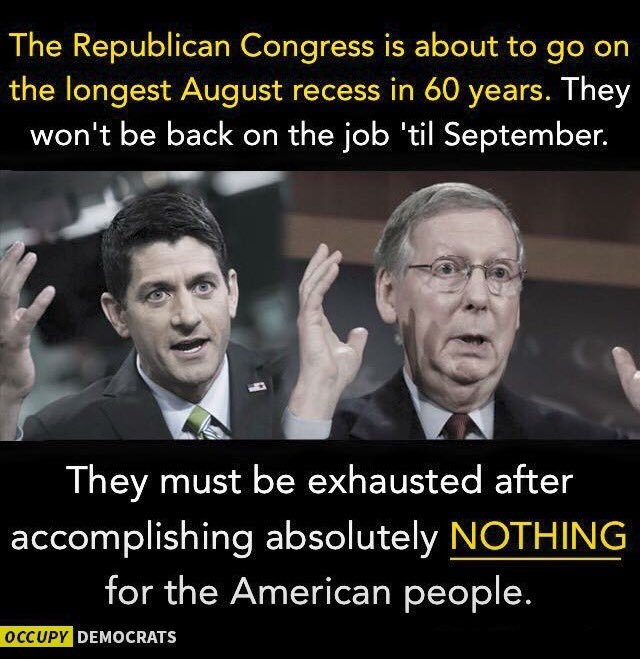 The Republican Congress is about to go on
the longest August recess in 60 years. They
won't be back on the job 'til September.
They must be exhausted after
accomplishing absolutely NOTHING
for the American people.
OCCUPY DEMOCRATS